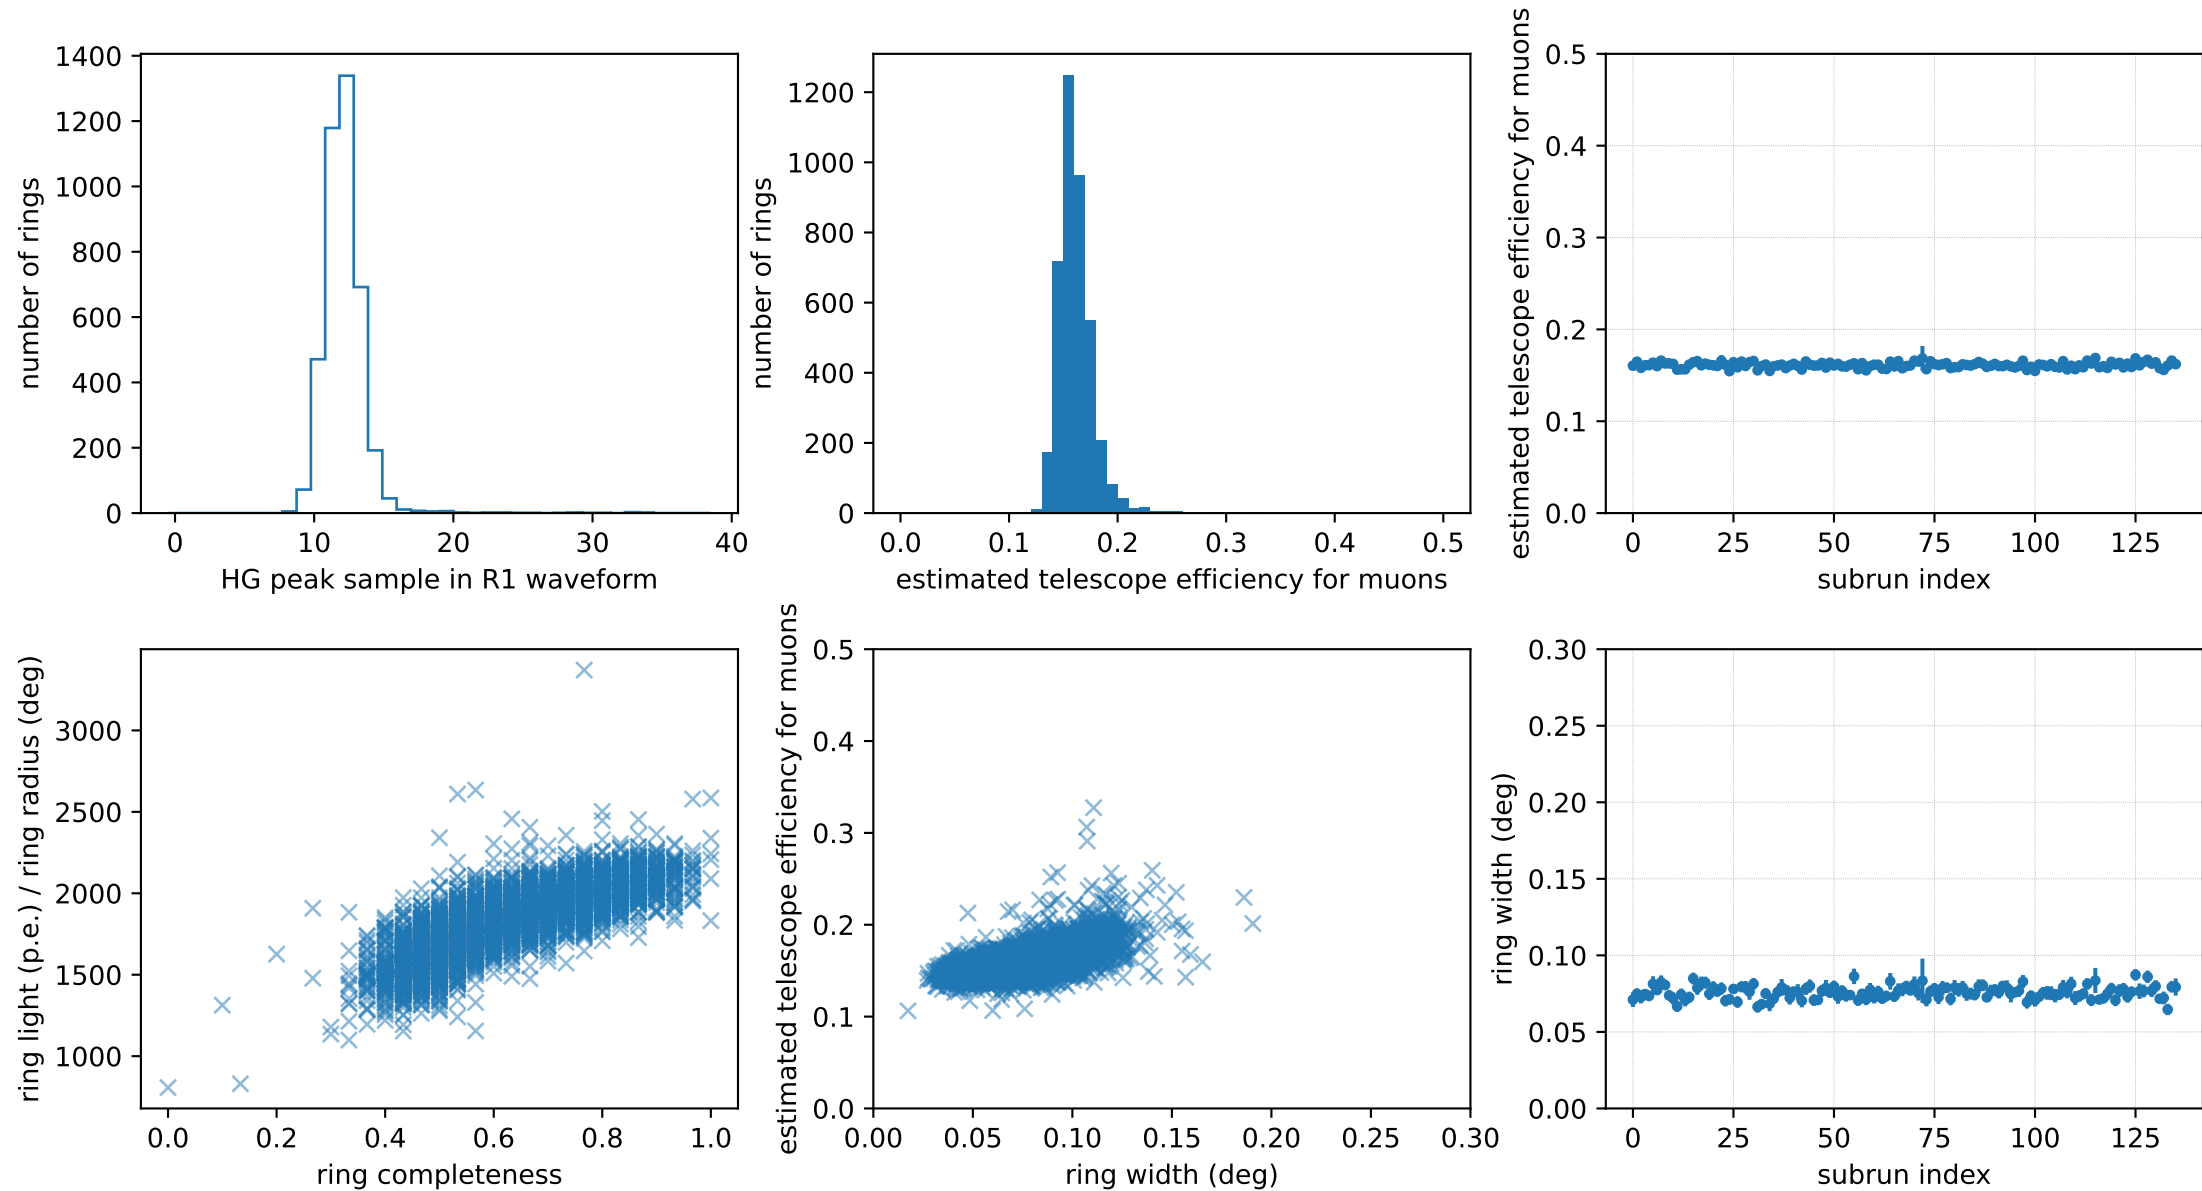 1400
1200
1000
800
600
400
200
0
number of rings
0 10 20 30 40
HG peak sample in R1 waveform
1200
1000
800
600
400
200
0
number of rings
0.0 0.1 0.2 0.3 0.4 0.5
estimated telescope efficiency for muons
0.5
0.4
0.3
0.2
0.1
0.0
estimated telescope efficiency for muons
0 25 50 75 100 125
subrun index
3000
2500
2000
1500
1000
ring light (p.e.) / ring radius (deg)
0.0 0.2 0.4 0.6 0.8 1.0
ring completeness
0.5
0.4
0.3
0.2
0.1
0.0
estimated telescope efficiency for muons
0.00 0.05 0.10 0.15 0.20 0.25 0.30
ring width (deg)
0.30
0.25
0.20
0.15
0.10
0.05
0.00
ring width (deg)
0 25 50 75 100 125
subrun index